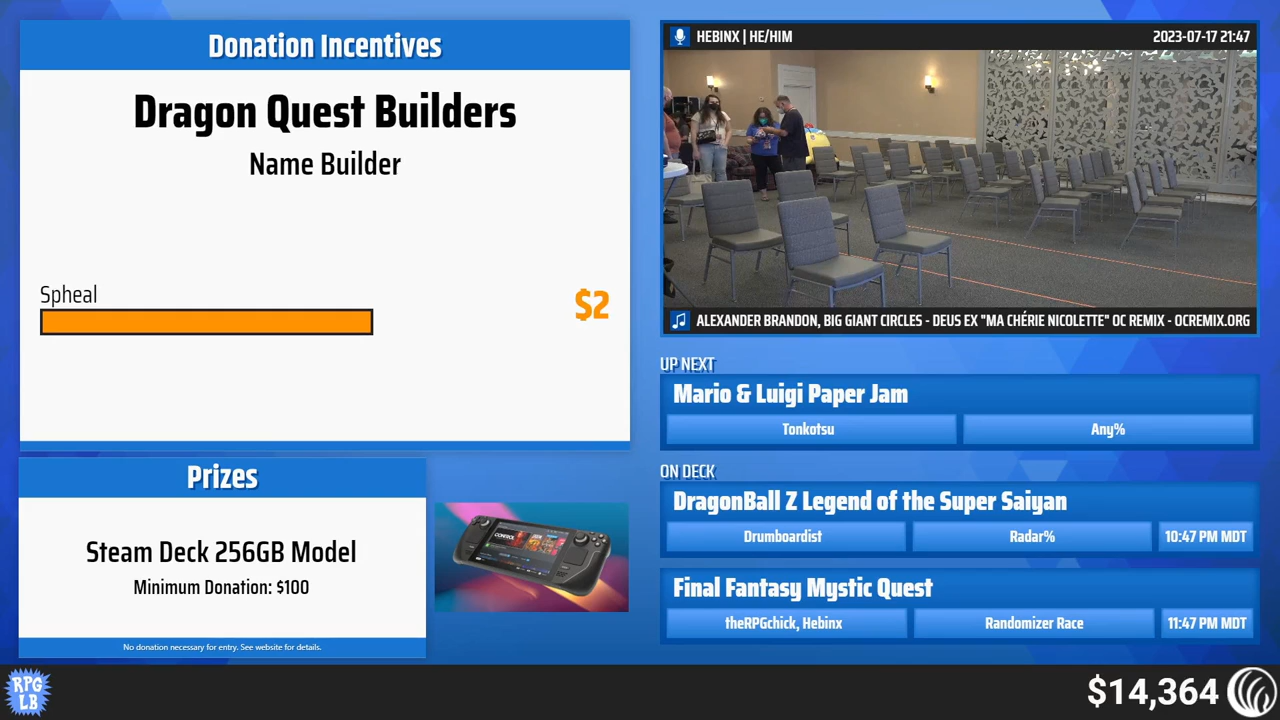 Donation Incentives
Dragon Quest Builders
Name Builder
Spheal
$2
HEBINX | HE/HIM
2023-07-17 21:47
ALEXANDER BRANDON, BIG GIANT CIRCLES - DEUS EX "MA CHÉRIE NICOLETTE" OC REMIX - OCREMIX.ORG
UP NEXT
Mario & Luigi Paper Jam
Tonkotsu
Any%
ON DECK
DragonBall Z Legend of the Super Saiyan
Drumboardist
Radar%
10:47 PM MDT
Final Fantasy Mystic Quest
theRPGchick, Hebinx
Randomizer Race
11:47 PM MDT
Prizes
Steam Deck 256GB Model
Minimum Donation: $100
No donation necessary for entry. See website for details.
CONTROL
RPG
LB
$14,364